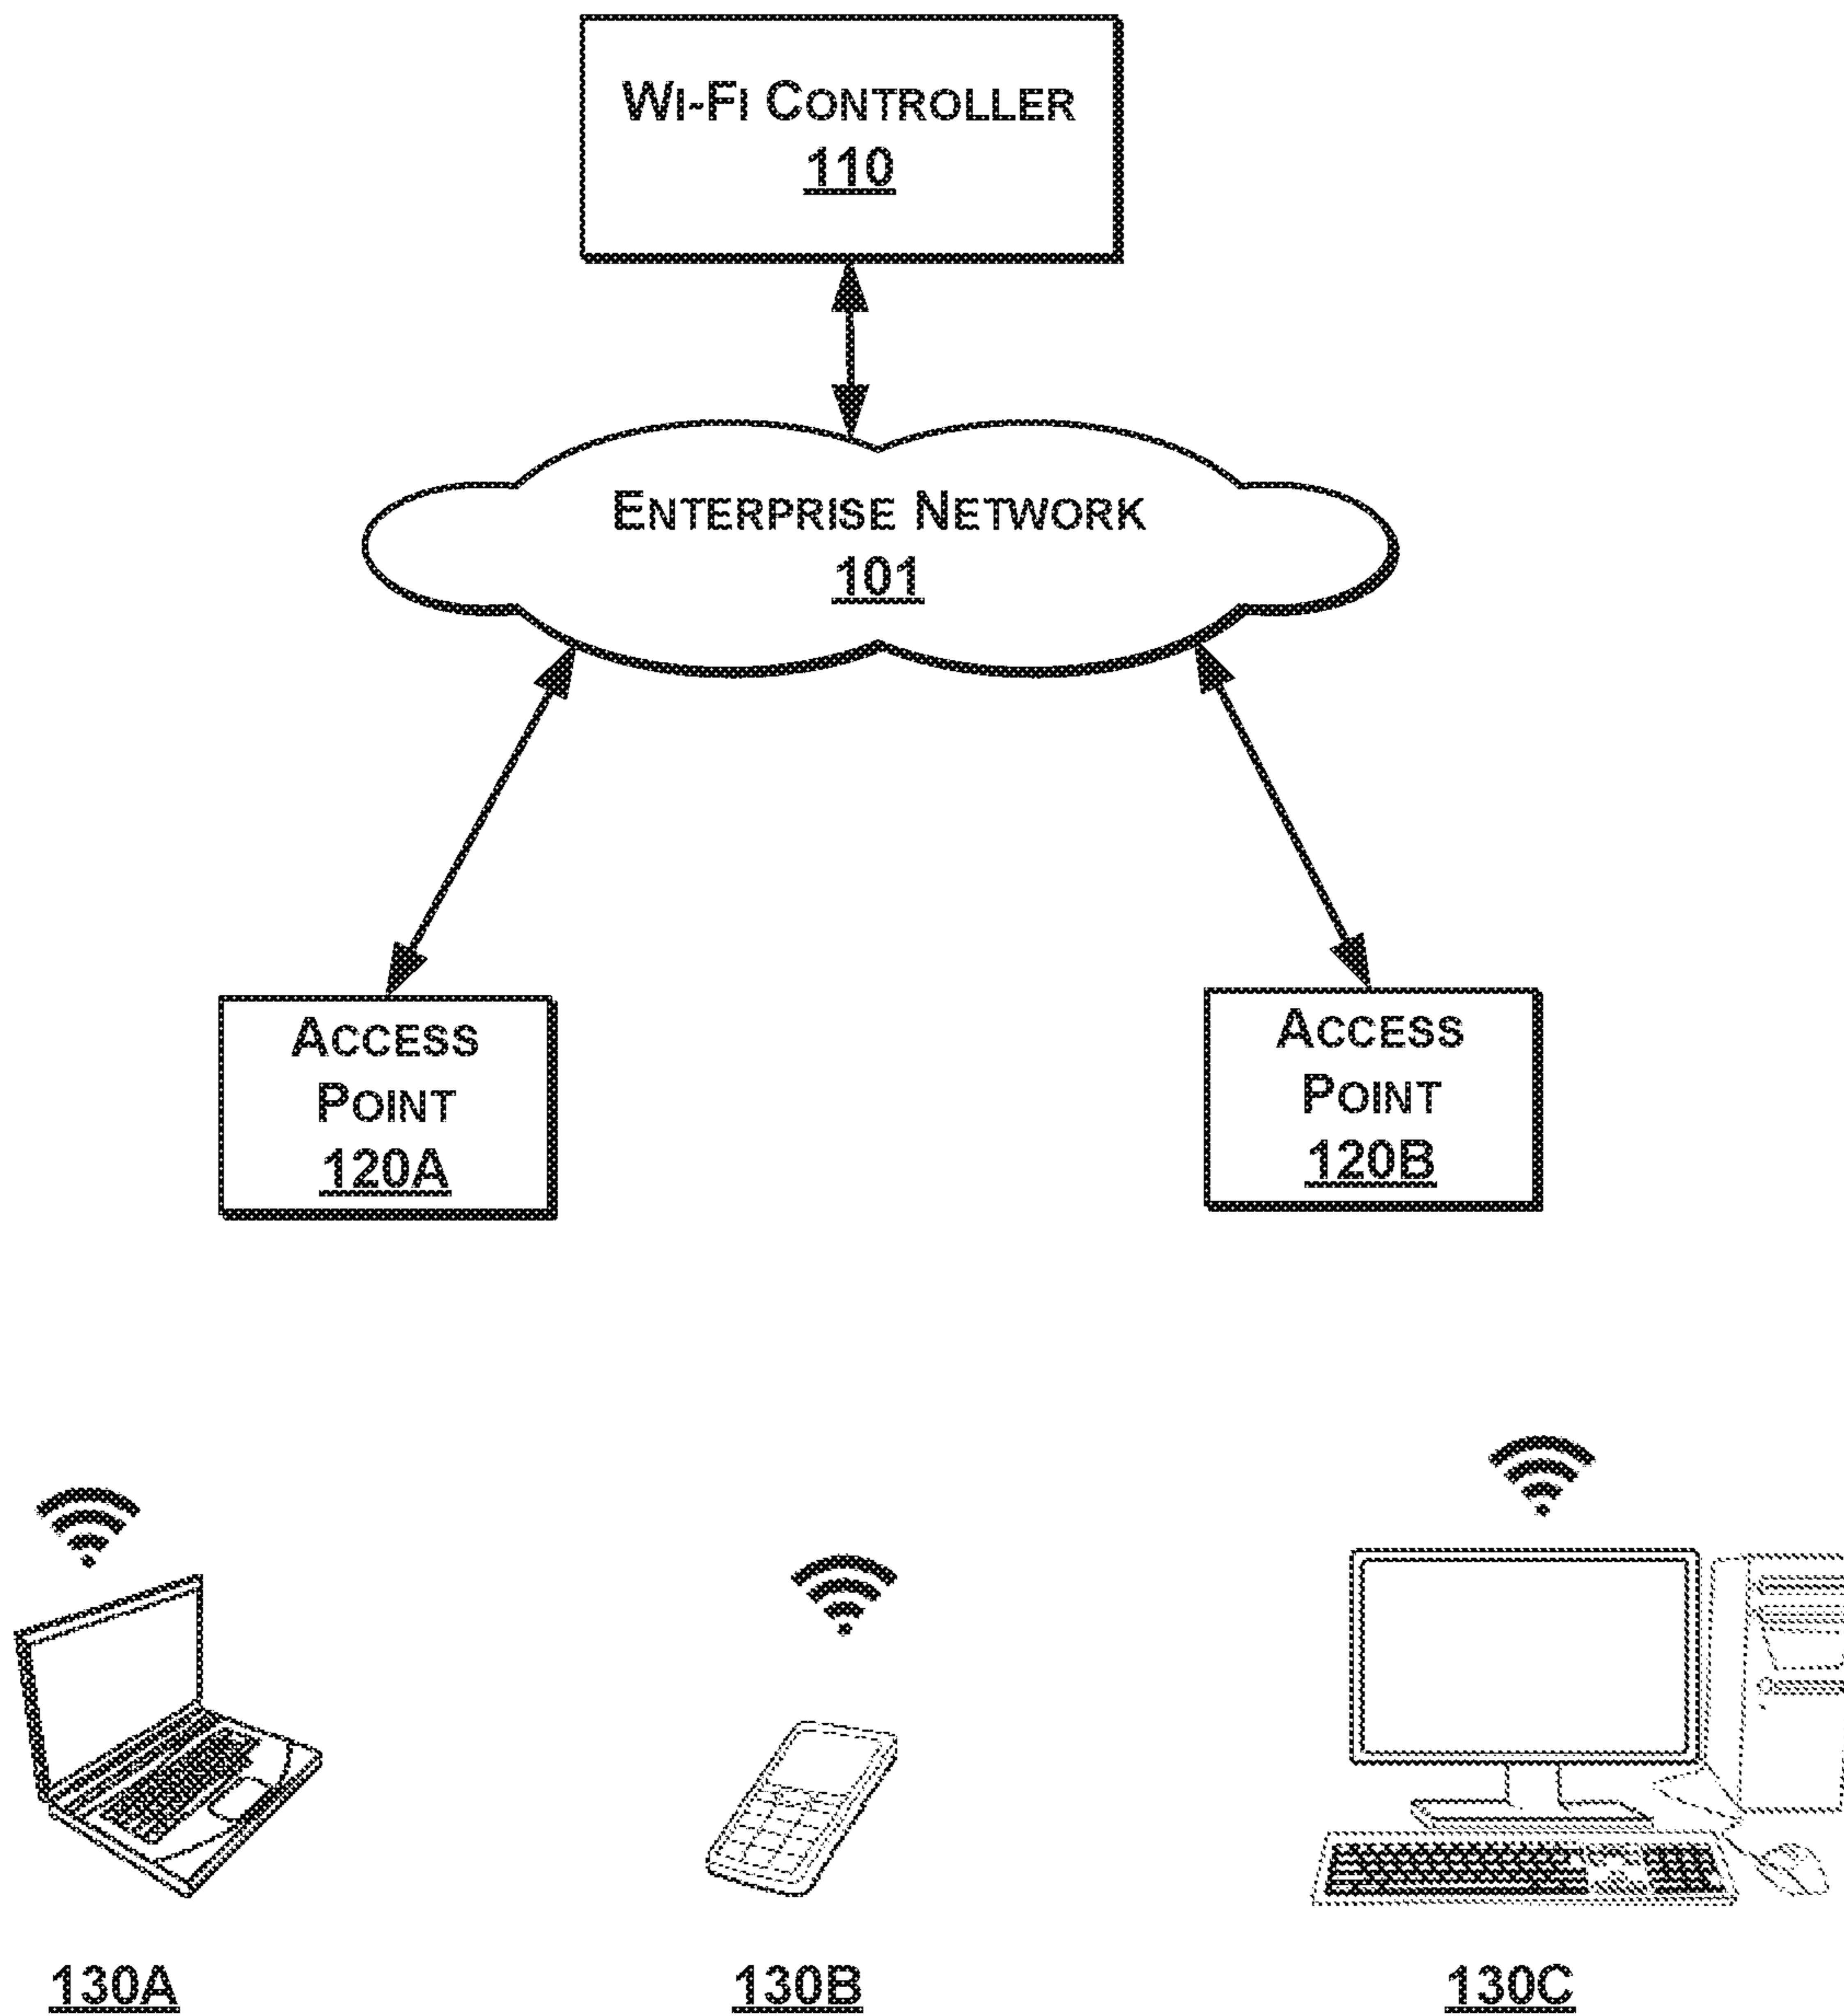 WI-FI CONTROLLER
110
ENTERPRISE NETWORK
101
ACCESS
POINT
120A
ACCESS
POINT
120B
130A
130B
130C